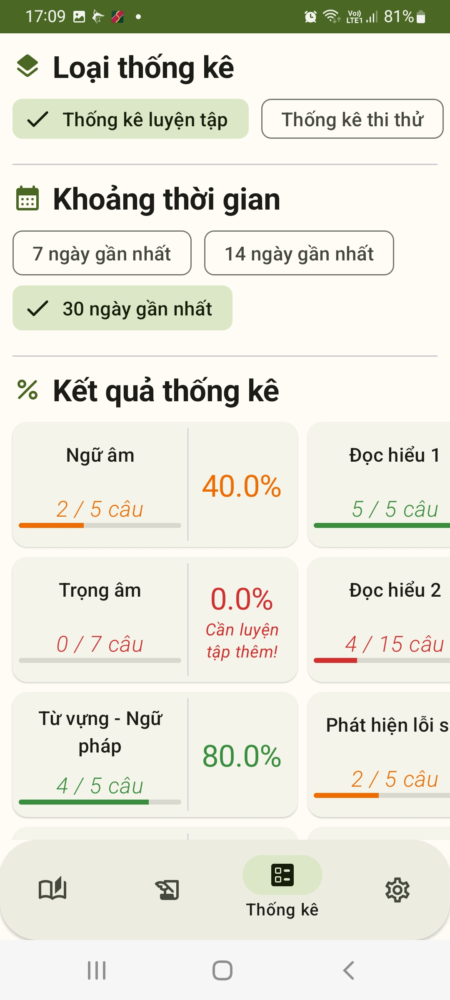 17:09
Vo)) LTE1 81%
Loại thống kê
Thống kê luyện tập
Thống kê thi thử
Khoảng thời gian
7 ngày gần nhất
14 ngày gần nhất
30 ngày gần nhất
Kết quả thống kê
Ngữ âm
2 / 5 câu
40.0%
Đọc hiểu 1
5 / 5 câu
Trọng âm
0 / 7 câu
0.0%
Cần luyện
tập thêm!
Đọc hiểu 2
4 / 15 câu
Từ vựng - Ngữ
pháp
4 / 5 câu
80.0%
Phát hiện lỗi s
2 / 5 câu
Thống kê